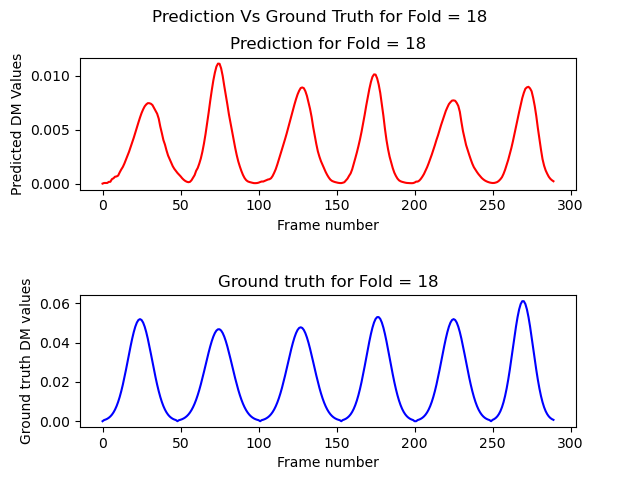 Prediction Vs Ground Truth for Fold = 18
Prediction for Fold = 18
Predicted DM Values
0.010
0.005
0.000
0 50 100 150 200 250 300
Frame number
Ground truth for Fold = 18
Ground truth DM values
0.06
0.04
0.02
0.00
0 50 100 150 200 250 300
Frame number